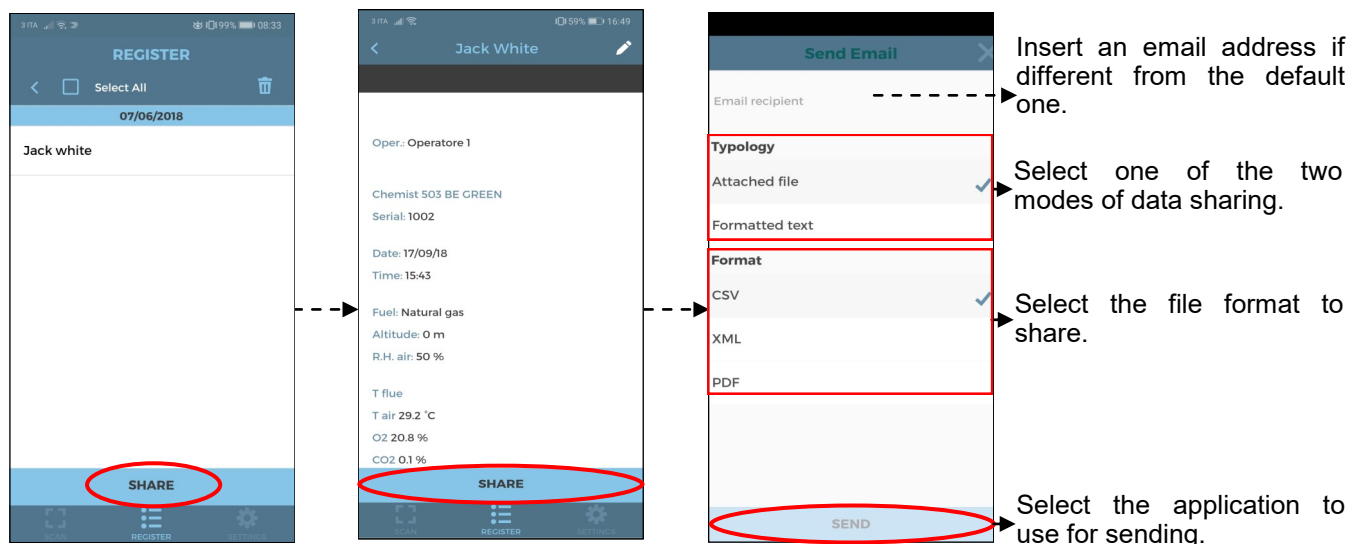 3 ITA 99% 08:33
REGISTER
Select All
07/06/2018
Jack white
SHARE
SCAN REGISTER SETTINGS
3 ITA 59% 16:49
Jack White
Oper.: Operatore 1
Chemist 503 BE GREEN
Serial: 1002
Date: 17/09/18
Time: 15:43
Fuel: Natural gas
Altitude: 0 m
R.H. air: 50 %
T flue
T air 29.2 °C
O2 20.8 %
CO2 0.1 %
SHARE
SCAN REGISTER SETTINGS
Send Email
Email recipient
Typology
Attached file
Formatted text
Format
CSV
XML
PDF
SEND
Insert an email address if
different from the default
one.
Select one of the two
modes of data sharing.
Select the file format to
share.
Select the application to
use for sending.